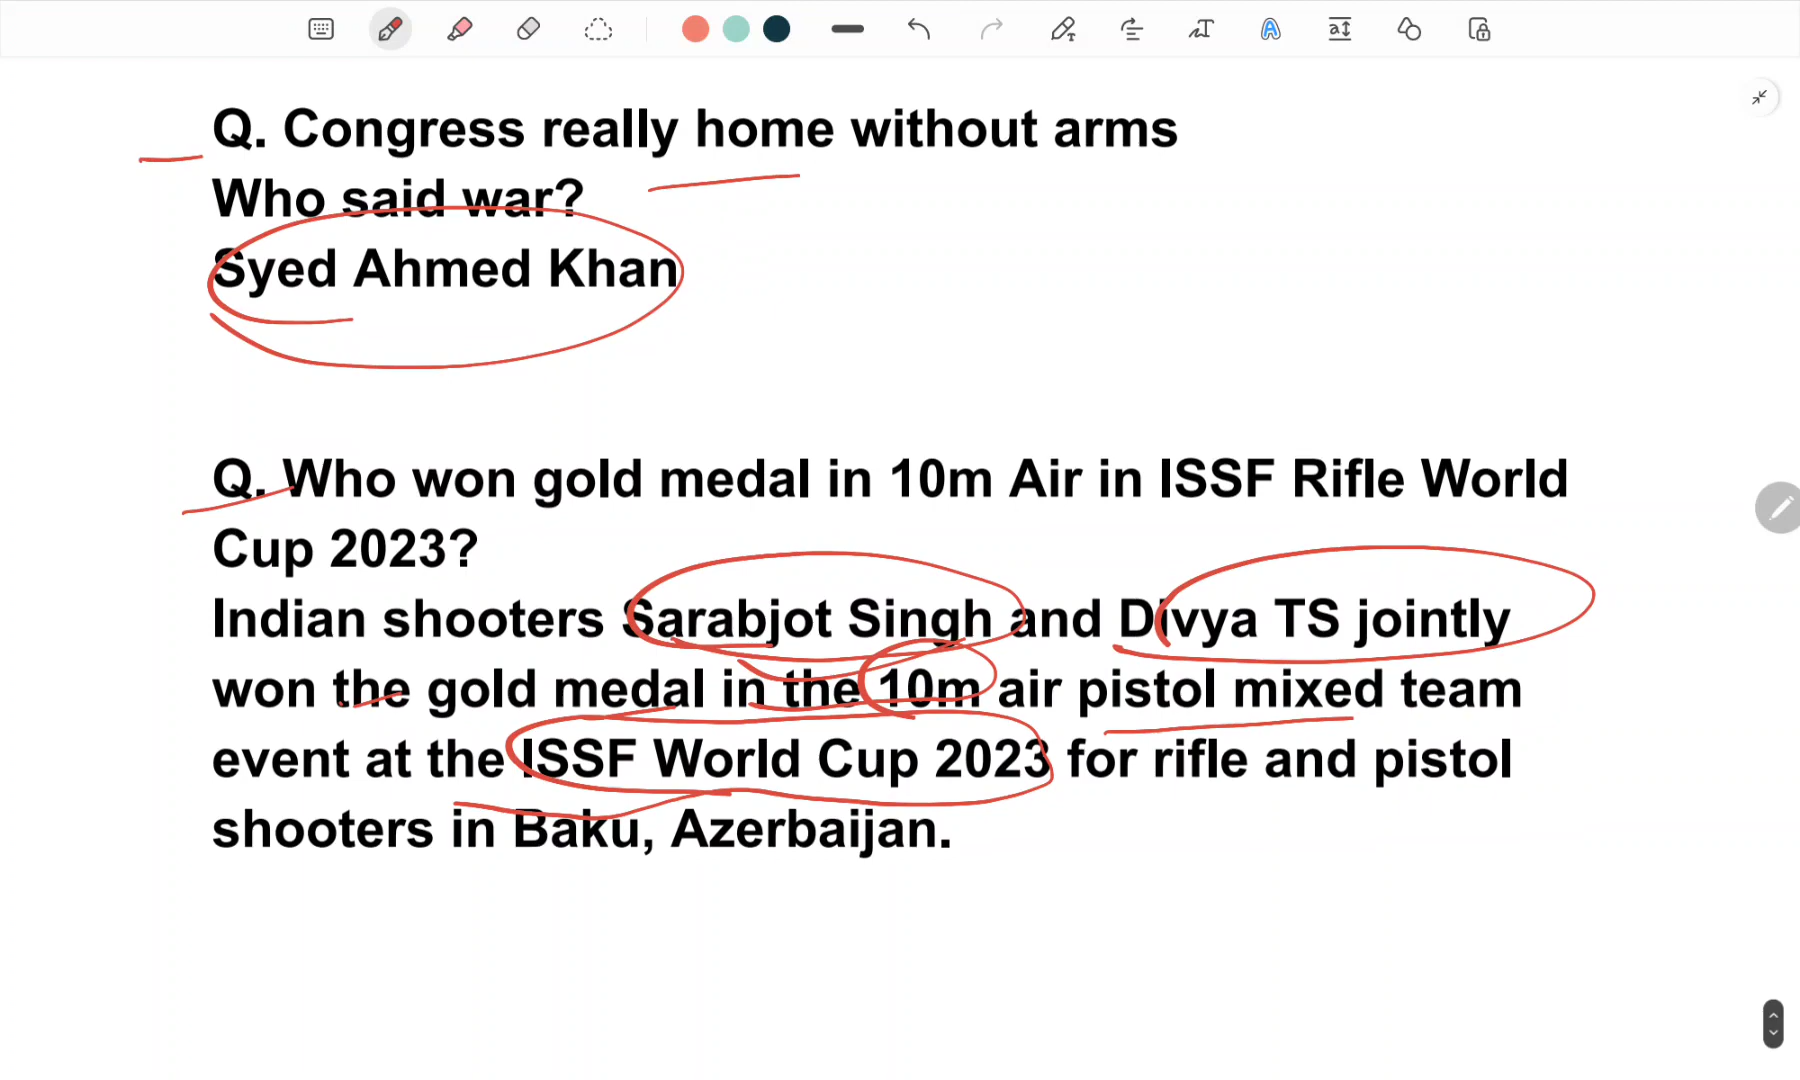 Q. Congress really home without arms
Who said war?
Syed Ahmed Khan
Q. Who won gold medal in 10m Air in ISSF Rifle World
Cup 2023?
Indian shooters Sarabjot Singh and Divya TS jointly
won the gold medal in the 10m air pistol mixed team
event at the ISSF World Cup 2023 for rifle and pistol
shooters in Baku, Azerbaijan.